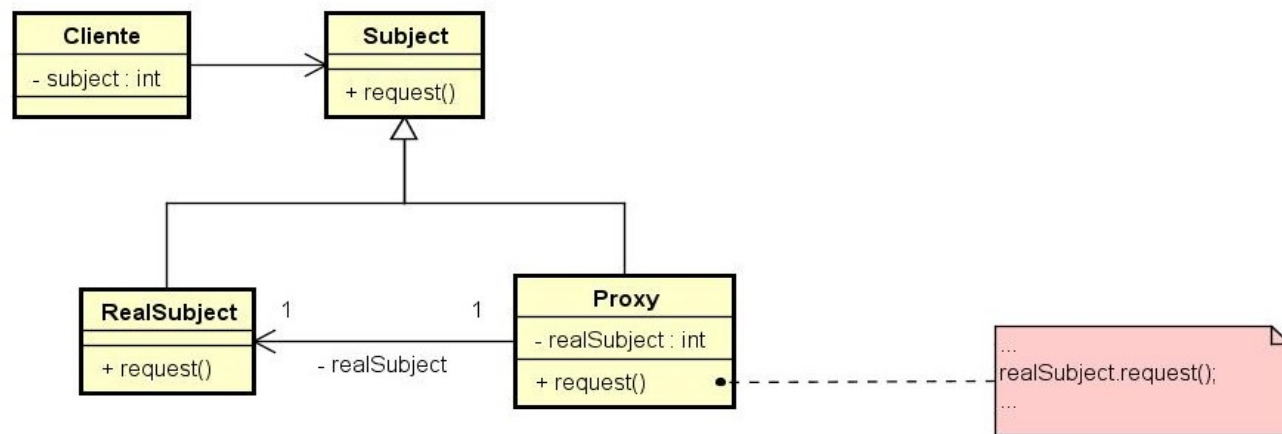 Cliente
- subject : int
Subject
+ request()
RealSubject
+ request()
1
1
- realSubject
Proxy
- realSubject : int
+ request()
...
realSubject.request();
...